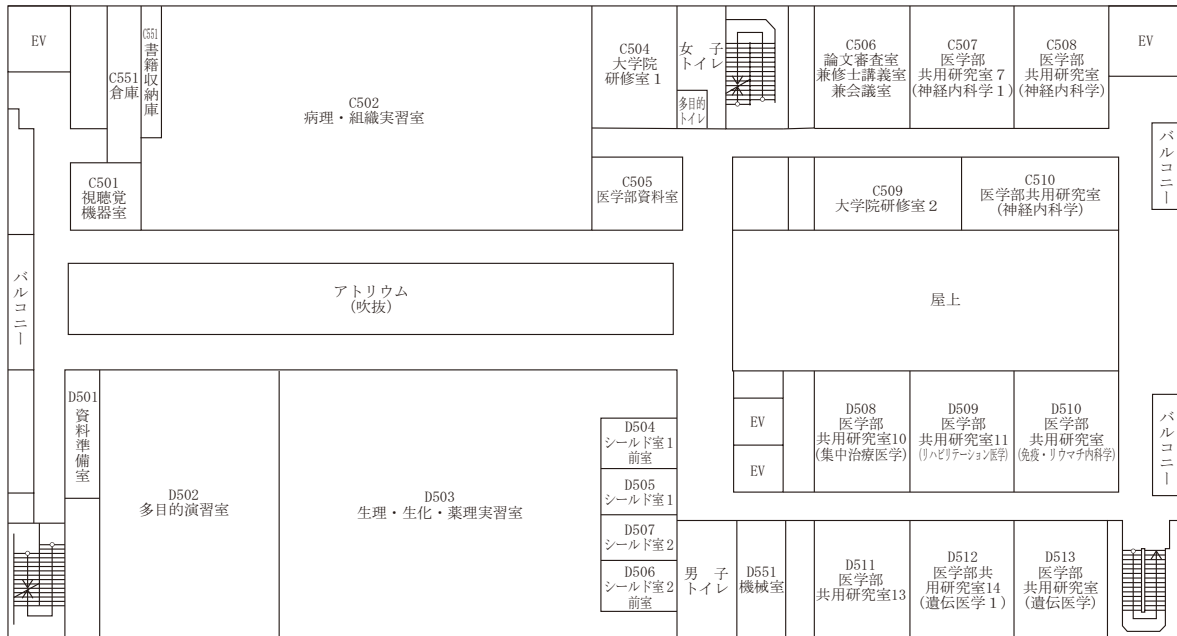 EV
C551
倉庫
C551
書籍収納庫
C502
病理・組織実習室
C504
大学院
研修室１
女　子
トイレ
多目的
トイレ
C506
論文審査室
兼修士講義室
兼会議室
C507
医学部
共用研究室７
(神経内科学１)
C508
医学部
共用研究室
(神経内科学)
EV
バルコニー
C501
視聴覚
機器室
C505
医学部資料室
C509
大学院研修室２
C510
医学部共用研究室
(神経内科学)
バルコニー
アトリウム
(吹抜)
屋上
D501
資料準備室
D502
多目的演習室
D503
生理・生化・薬理実習室
D504
シールド室1
前室
D505
シールド室1
D507
シールド室2
D506
シールド室2
前室
EV
EV
D508
医学部
共用研究室10
(集中治療医学)
D509
医学部
共用研究室11
(リハビリテーション医学)
D510
医学部
共用研究室
(免疫・リウマチ内科学)
バルコニー
男　子
トイレ
D551
機械室
D511
医学部
共用研究室13
D512
医学部共
用研究室14
(遺伝医学１)
D513
医学部
共用研究室
(遺伝医学)